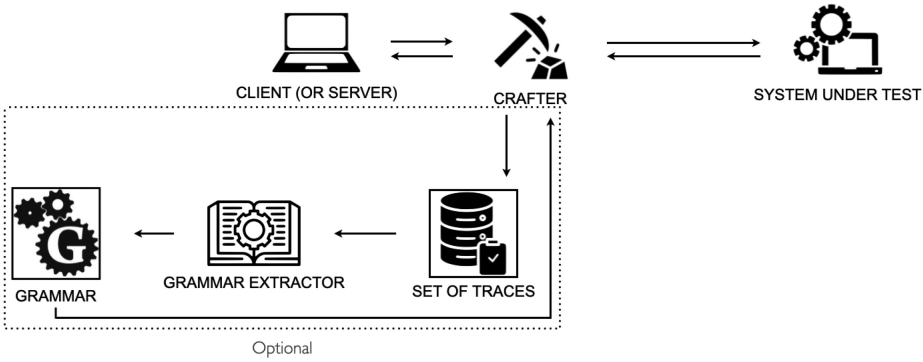 CLIENT (OR SERVER)
CRAFTER
SYSTEM UNDER TEST
G
GRAMMAR
GRAMMAR EXTRACTOR
SET OF TRACES
Optional